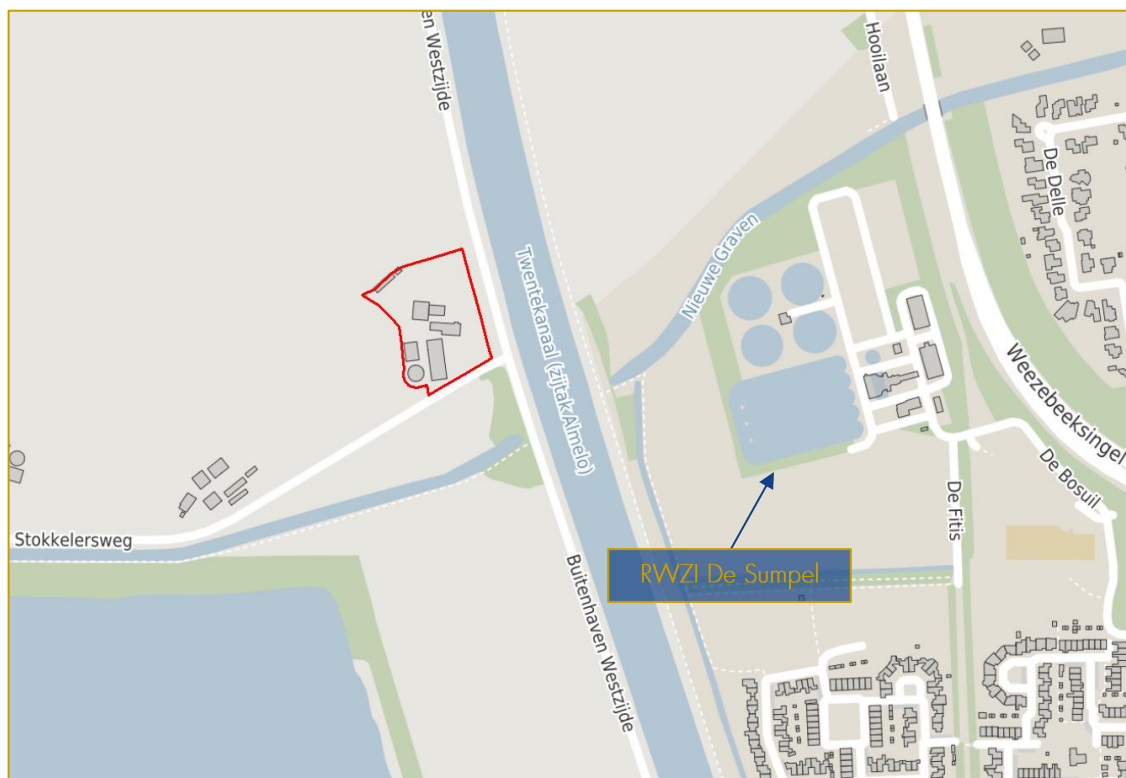 en Westzijde
Hooilaan
De Delle
Nieuwe Graven
Twentekanaal (zijtak Almelo)
Weezebeeksingel
De Bosuil
De Fitis
Stokkelersweg
RWZI De Sumpel
Buitenhaven Westzijde